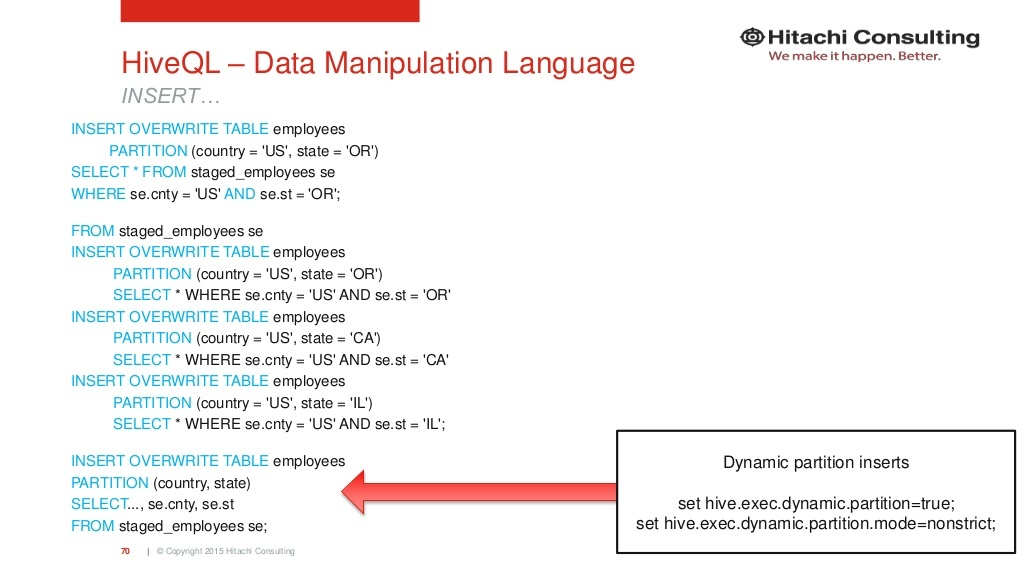 Hitachi Consulting
We make it happen. Better.
HiveQL – Data Manipulation Language
INSERT…
INSERT OVERWRITE TABLE employees
PARTITION (country = 'US', state = 'OR')
SELECT * FROM staged_employees se
WHERE se.cnty = 'US' AND se.st = 'OR';
FROM staged_employees se
INSERT OVERWRITE TABLE employees
PARTITION (country = 'US', state = 'OR')
SELECT * WHERE se.cnty = 'US' AND se.st = 'OR'
INSERT OVERWRITE TABLE employees
PARTITION (country = 'US', state = 'CA')
SELECT * WHERE se.cnty = 'US' AND se.st = 'CA'
INSERT OVERWRITE TABLE employees
PARTITION (country = 'US', state = 'IL')
SELECT * WHERE se.cnty = 'US' AND se.st = 'IL';
INSERT OVERWRITE TABLE employees
PARTITION (country, state)
SELECT..., se.cnty, se.st
FROM staged_employees se;
Dynamic partition inserts
set hive.exec.dynamic.partition=true;
set hive.exec.dynamic.partition.mode=nonstrict;
70 | © Copyright 2015 Hitachi Consulting